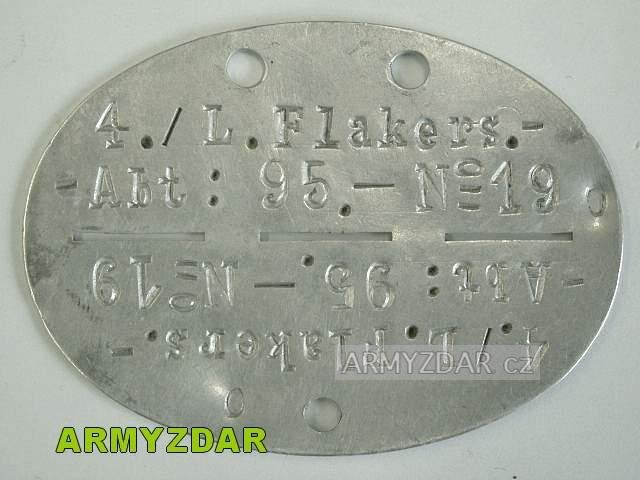 4./L.Flakers.-
-Abt: 95.- Nº19 O
-Abt: 95.- Nº19
4./L.Flakers.-
O
ARMYZDAR cz
ARMYZDAR